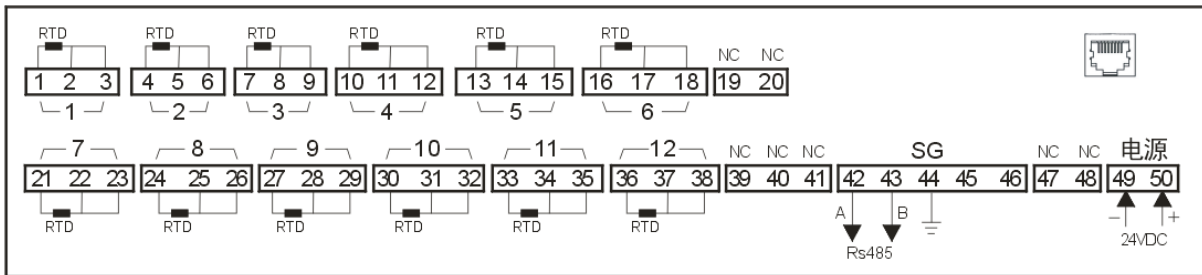 RTD RTD RTD RTD RTD RTD
NC NC
1 2 3 4 5 6 7 8 9 10 11 12 13 14 15 16 17 18 19 20
1 2 3 4 5 6
7 8 9 10 11 12 NC NC NC SG NC NC 电源
21 22 23 24 25 26 27 28 29 30 31 32 33 34 35 36 37 38 39 40 41 42 43 44 45 46 47 48 49 50
RTD RTD RTD RTD RTD RTD
A B - +
Rs485 24VDC